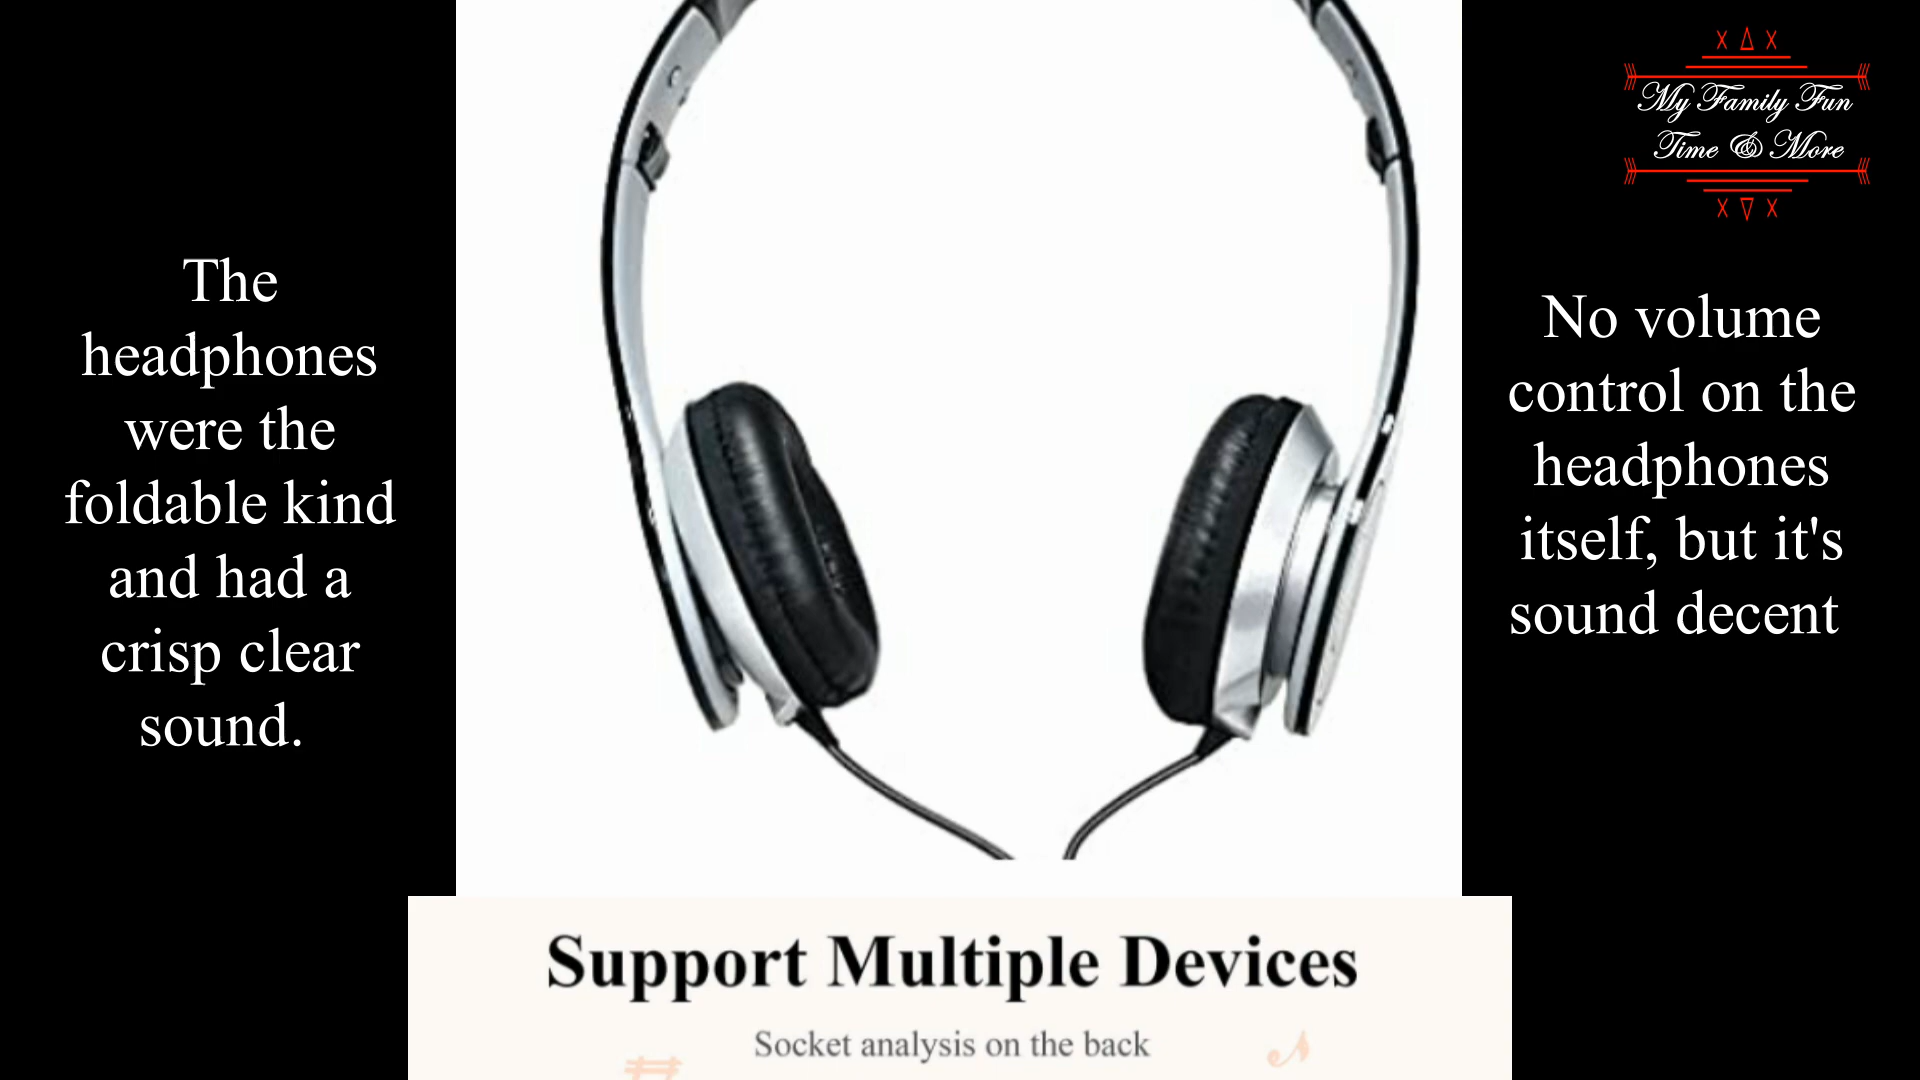 The
headphones
were the
foldable kind
and had a
crisp clear
sound.
My Family Fun
Time & More
No volume
control on the
headphones
itself, but it's
sound decent
Support Multiple Devices
Socket analysis on the back